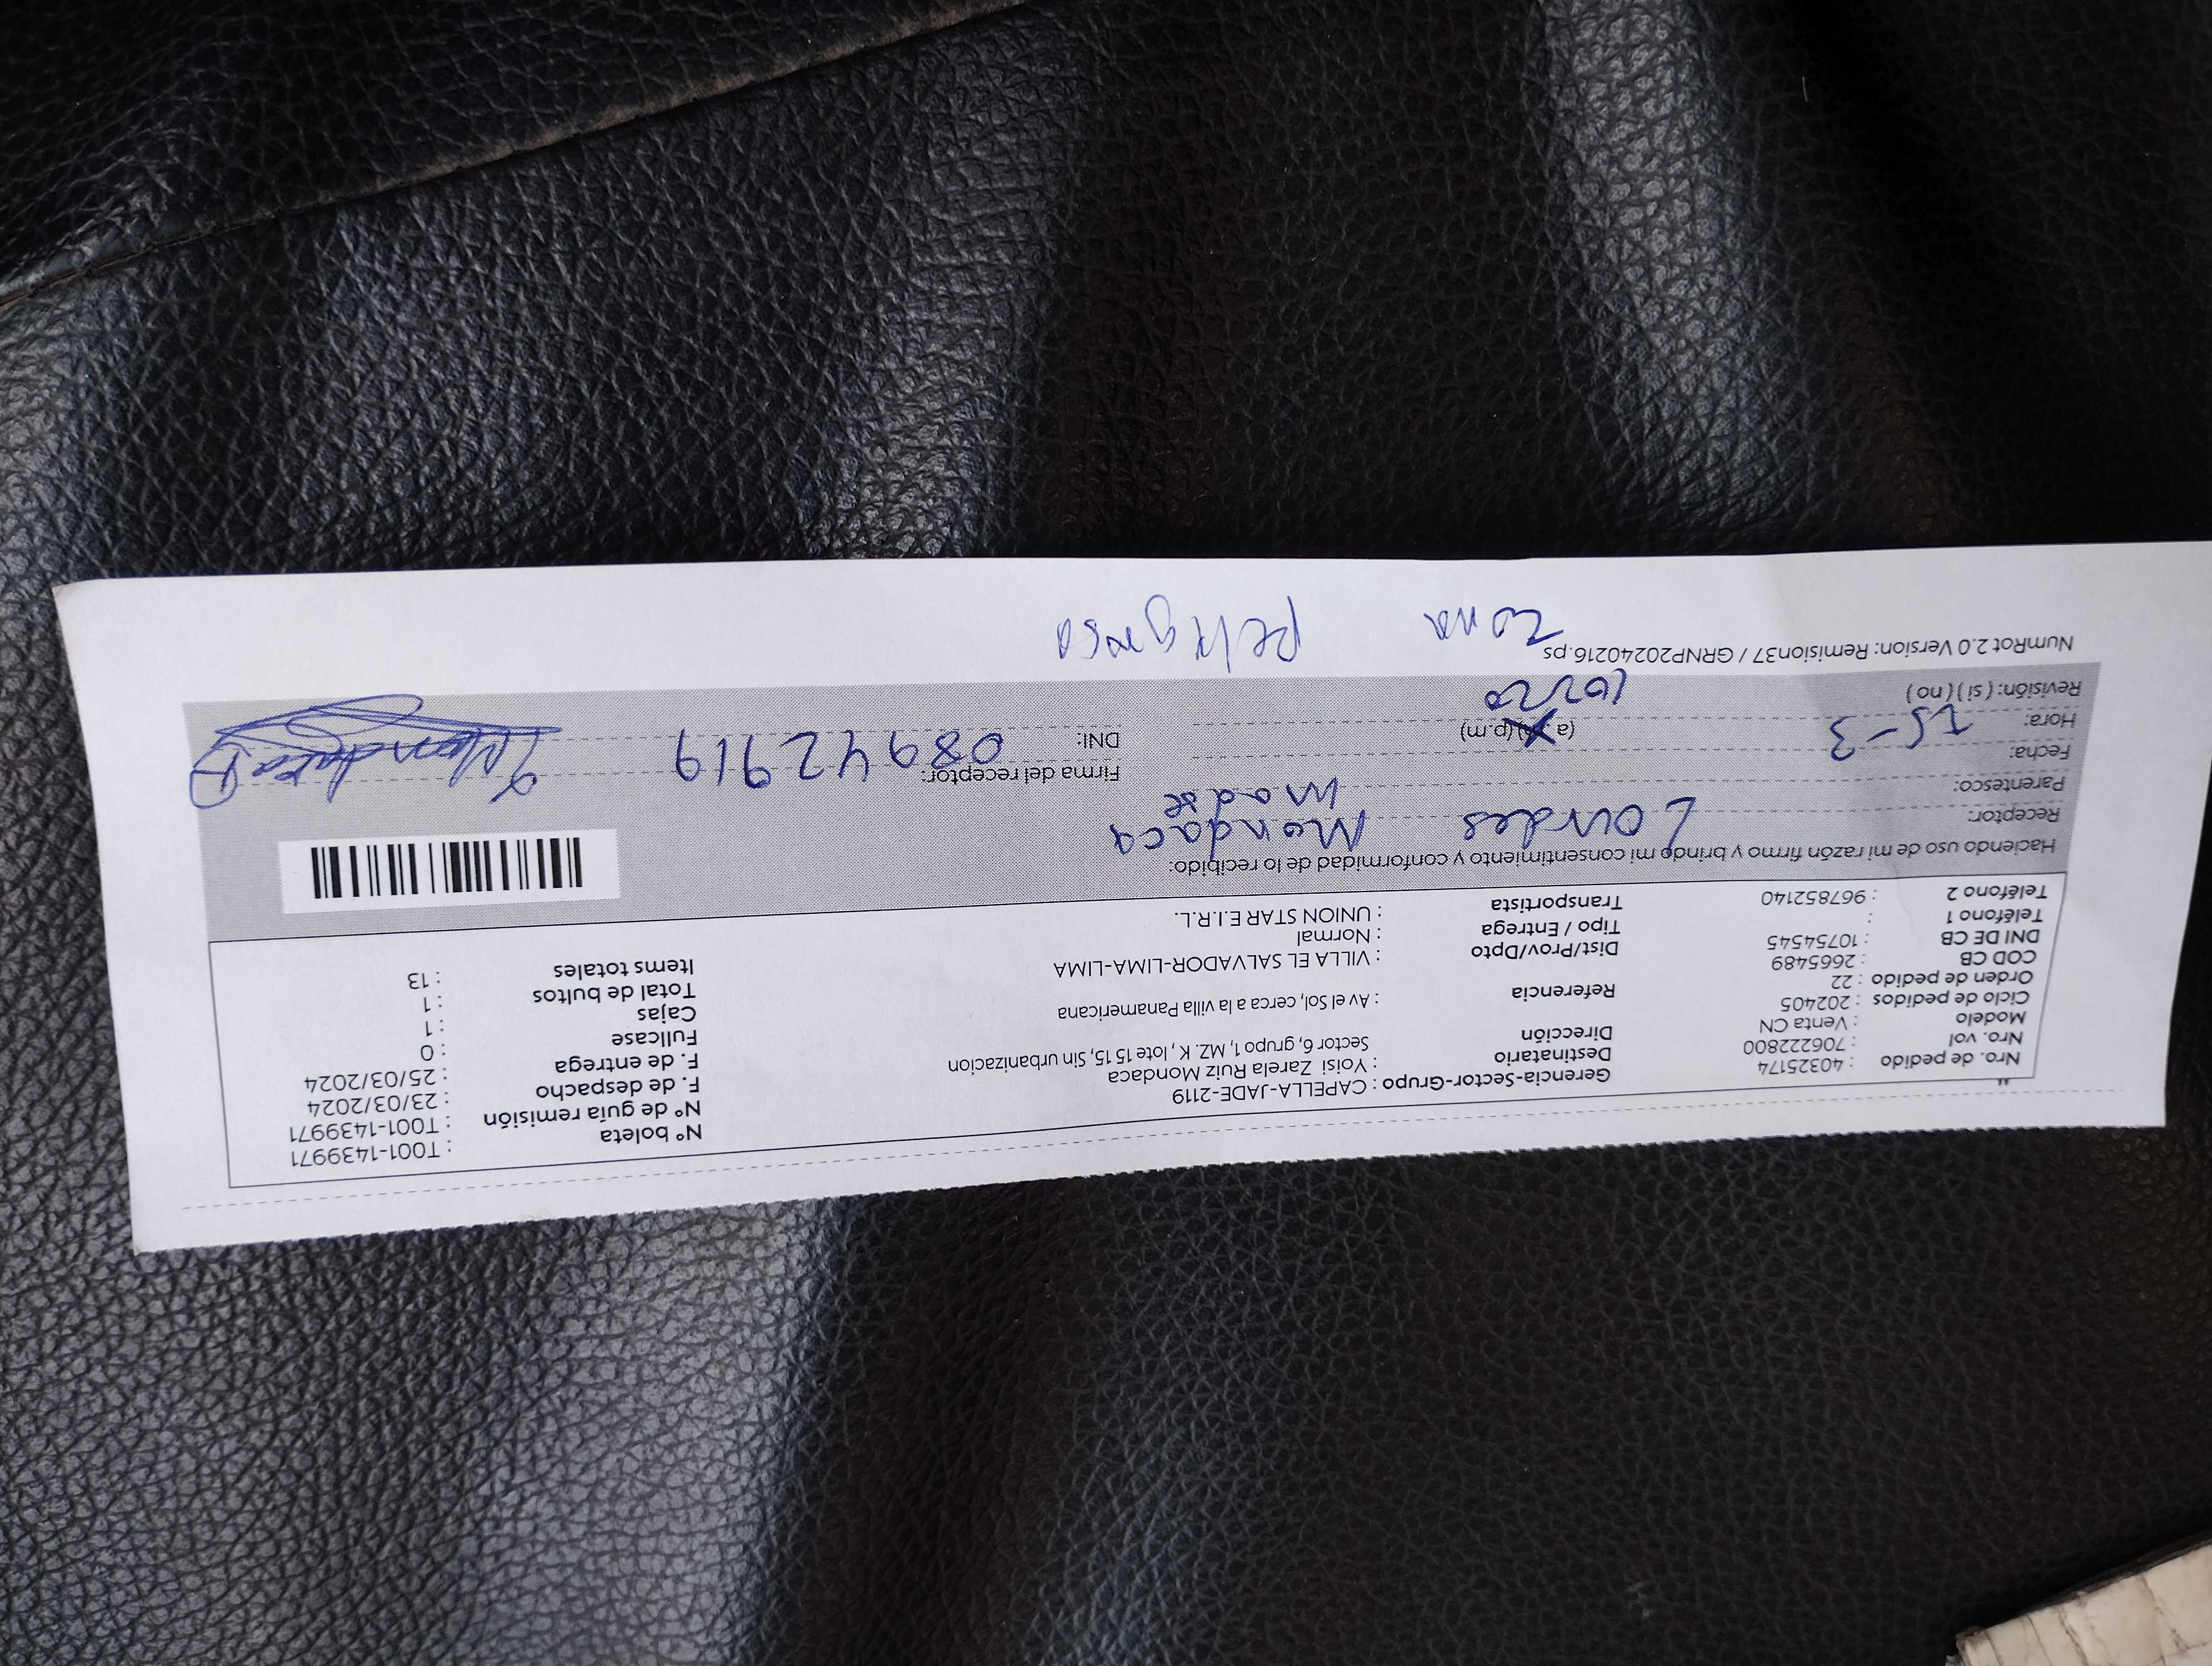 Nro. de pedido : 40325174
Nro. vol : 706222800
Modelo : Venta CN
Ciclo de pedidos : 202405
Orden de pedido : 22
COD CB : 2665489
DNI DE CB : 10754545
Teléfono 1 :
Teléfono 2 : 967852140
Gerencia-Sector-Grupo : CAPELLA-JADE-2119
Destinatario : Yoisi Zarela Ruiz Mondaca
Dirección Sector 6, grupo 1, MZ. K , lote 15 15, Sin urbanizacion
Referencia : Av el Sol, cerca a la villa Panamericana
Dist/Prov/Dpto : VILLA EL SALVADOR-LIMA-LIMA
Tipo / Entrega : Normal
Transportista : UNION STAR E.I.R.L.
N° boleta : T001-1439971
N° de guía remisión : T001-1439971
F. de despacho : 23/03/2024
F. de entrega : 25/03/2024
Fullcase : 0
Cajas : 1
Total de bultos : 1
Items totales : 13
Haciendo uso de mi razón firmo y brindo mi consentimiento y conformidad de lo recibido:
Receptor: Lourdes Mondaca
Parentesco: madre
Fecha: 25-3
Hora: (a.m) (p.m)
Revisión: ( si ) ( no )
Firma del receptor:
DNI: 08942919
NumRot 2.0 Version: Remision37 / GRNP20240216.ps
Zona peligrosa